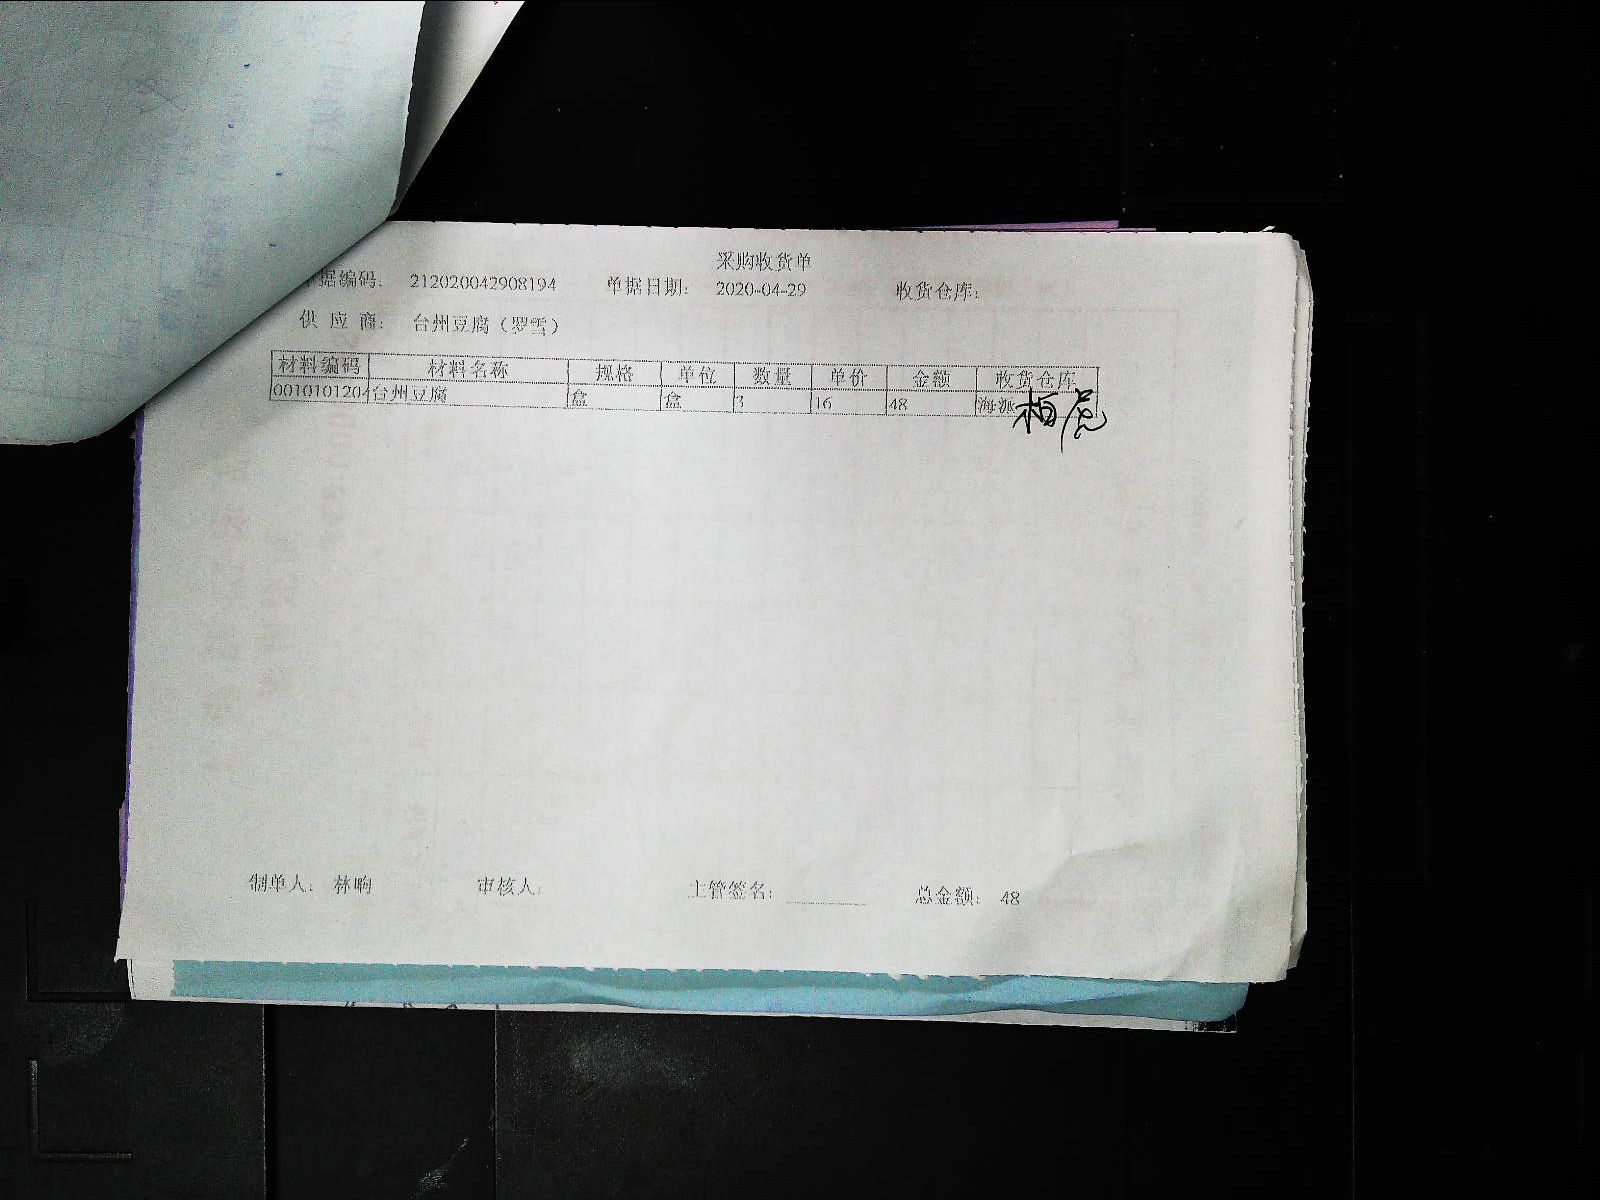 采购收货单
单据编码： 212020042908194 单据日期： 2020-04-29 收货仓库：
供 应 商： 台州豆腐（罗雪）
材料编码 材料名称 规格 单位 数量 单价 金额 收货仓库
0010101204 台州豆腐 盒 盒 3 16 48 海派
制单人： 林响 审核人： 主管签名： 总金额： 48